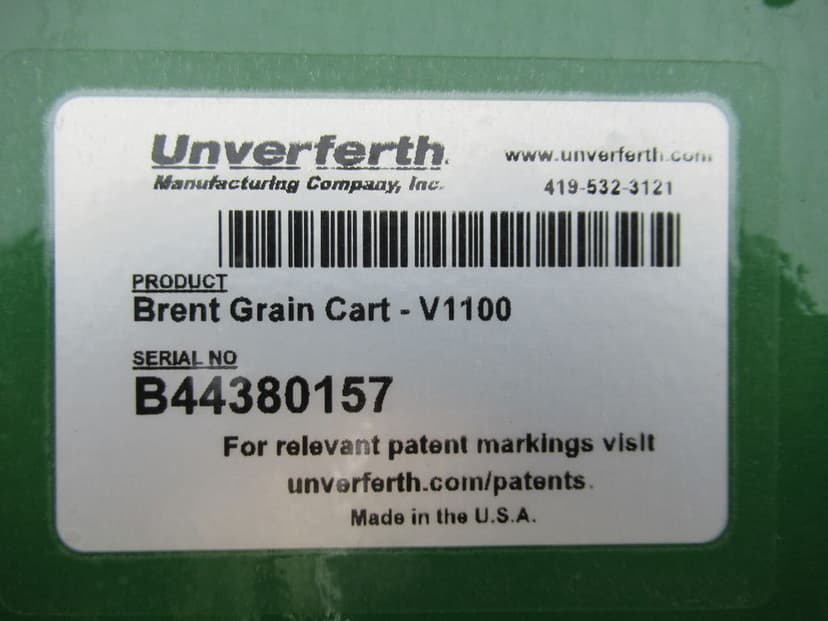 Unverferth
Manufacturing Company, Inc.
www.unverferth.com
419-532-3121
PRODUCT
Brent Grain Cart - V1100
SERIAL NO
B44380157
For relevant patent markings visit
unverferth.com/patents.
Made in the U.S.A.